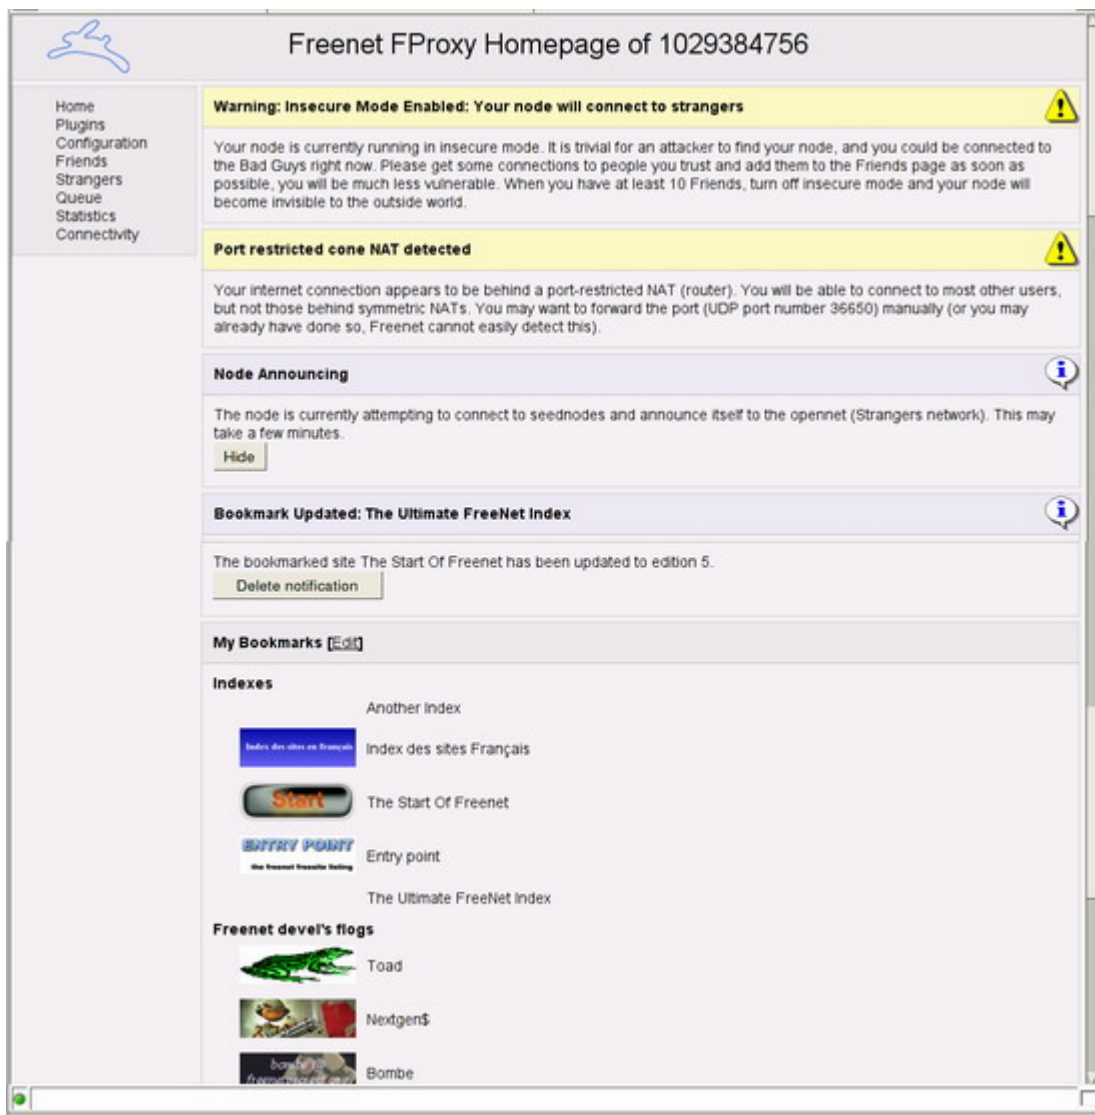 Freenet FProxy Homepage of 1029384756
Home
Plugins
Configuration
Friends
Strangers
Queue
Statistics
Connectivity
Warning: Insecure Mode Enabled: Your node will connect to strangers
Your node is currently running in insecure mode. It is trivial for an attacker to find your node, and you could be connected to
the Bad Guys right now. Please get some connections to people you trust and add them to the Friends page as soon as
possible, you will be much less vulnerable. When you have at least 10 Friends, turn off insecure mode and your node will
become invisible to the outside world.
Port restricted cone NAT detected
Your internet connection appears to be behind a port-restricted NAT (router). You will be able to connect to most other users,
but not those behind symmetric NATs. You may want to forward the port (UDP port number 36650) manually (or you may
already have done so, Freenet cannot easily detect this).
Node Announcing
The node is currently attempting to connect to seednodes and announce itself to the opennet (Strangers network). This may
take a few minutes.
Hide
Bookmark Updated: The Ultimate FreeNet Index
The bookmarked site The Start Of Freenet has been updated to edition 5.
Delete notification
My Bookmarks [Edit]
Indexes
Another Index
Index des sites en français
Index des sites Français
Start
The Start Of Freenet
ENTRY POINT
the freenet freesite listing
Entry point
The Ultimate FreeNet Index
Freenet devel's flogs
Toad
Nextgen$
Bombe